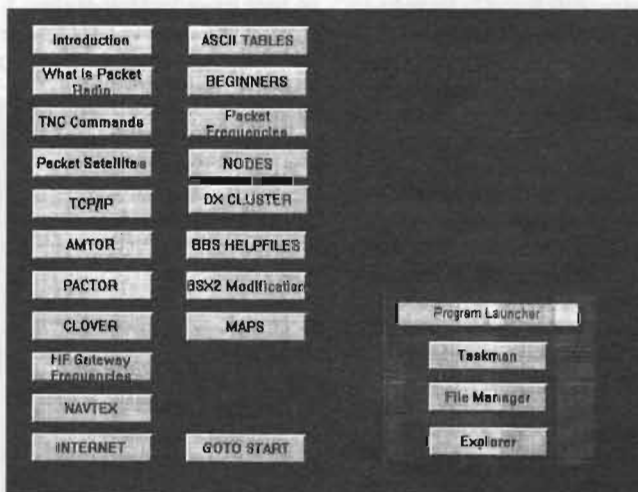 Introduction
What is Packet
Radio
TNC Commands
Packet Satellites
TCP/IP
AMTOR
PACTOR
CLOVER
HF Gateway
Frequencies
NAVTEX
INTERNET
ASCII TABLES
BEGINNERS
Packet
Frequencies
NODES
DX CLUSTER
BBS HELPFILES
BSX2 Modification
MAPS
GOTO START
Program Launcher
Taskman
File Manager
Explorer